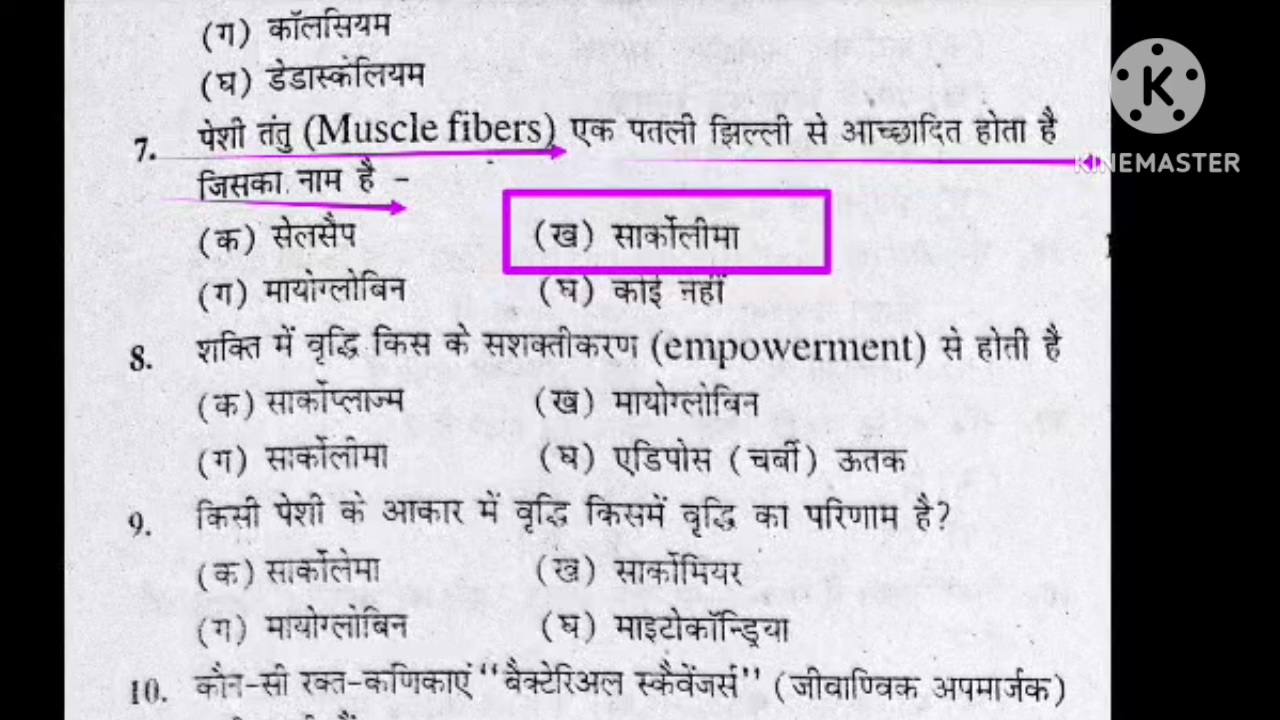 (ग) कॉलसियम
(घ) डेडास्केलियम
7. पेशी तंतु (Muscle fibers) एक पतली झिल्ली से आच्छादित होता है
जिसका नाम है -
(क) सेलसैप (ख) सार्कोलीमा
(ग) मायोग्लोबिन (घ) कोई नहीं
8. शक्ति में वृद्धि किस के सशक्तीकरण (empowerment) से होती है
(क) सार्कोप्लाज्म (ख) मायोग्लोबिन
(ग) सार्कोलीमा (घ) एडिपोस (चर्बी) ऊतक
9. किसी पेशी के आकार में वृद्धि किसमें वृद्धि का परिणाम है?
(क) सार्कोलेमा (ख) सार्कोमियर
(ग) मायोग्लोबिन (घ) माइटोकॉन्ड्रिया
10. कौन-सी रक्त-कणिकाएं "बैक्टेरिअल स्कैवेंजर्स" (जीवाण्विक अपमार्जक)
K
KINEMASTER